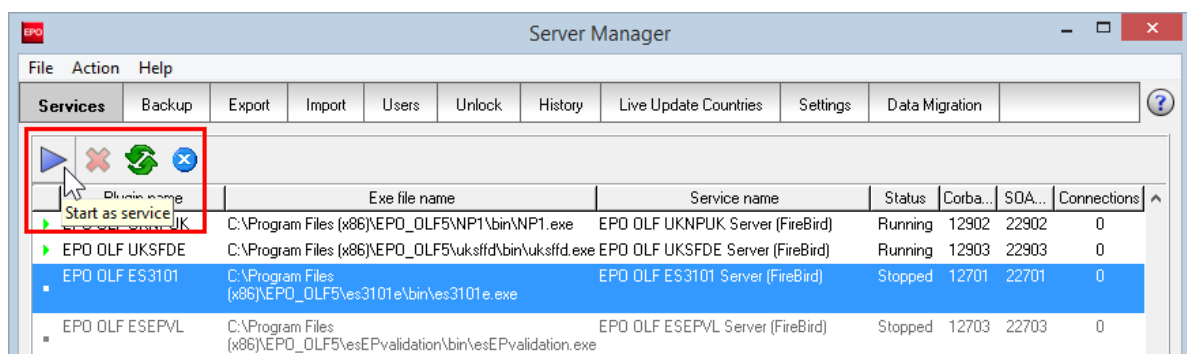 EPO
Server Manager
File Action Help
Services Backup Export Import Users Unlock History Live Update Countries Settings Data Migration ?
Plugin name Exe file name Service name Status Corba... SOA... Connections
Start as service
EPO OLF UKNPUK C:\Program Files (x86)\EPO_OLF5\NP1\bin\NP1.exe EPO OLF UKNPUK Server (FireBird) Running 12902 22902 0
EPO OLF UKSFDE C:\Program Files (x86)\EPO_OLF5\uksffd\bin\uksffd.exe EPO OLF UKSFDE Server (FireBird) Running 12903 22903 0
EPO OLF ES3101 C:\Program Files EPO OLF ES3101 Server (FireBird) Stopped 12701 22701 0
(x86)\EPO_OLF5\es3101e\bin\es3101e.exe
EPO OLF ESEPVL C:\Program Files EPO OLF ESEPVL Server (FireBird) Stopped 12703 22703 0
(x86)\EPO_OLF5\esEPvalidation\bin\esEPvalidation.exe